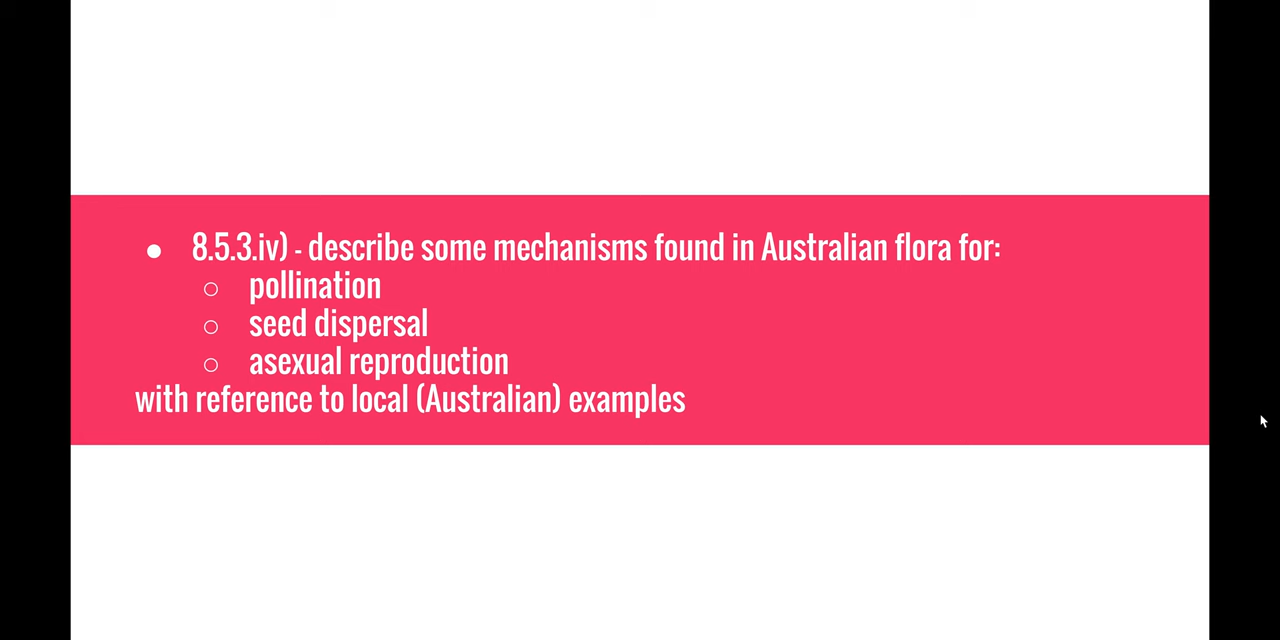 ● 8.5.3.iv) - describe some mechanisms found in Australian flora for:
○ pollination
○ seed dispersal
○ asexual reproduction
with reference to local (Australian) examples